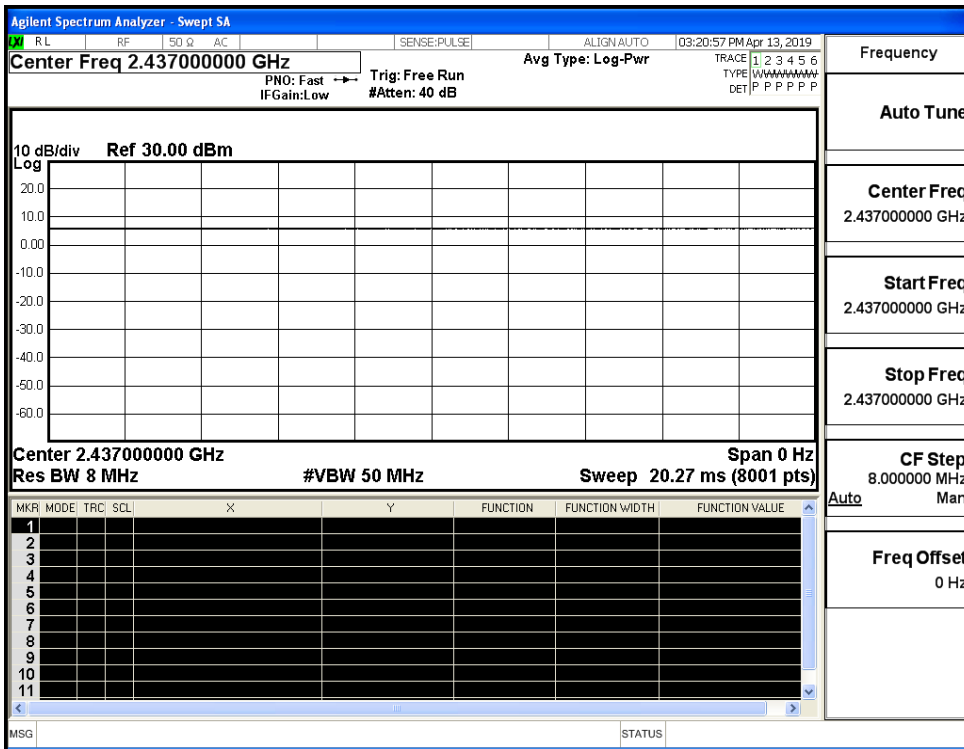 Agilent Spectrum Analyzer - Swept SA
LXI RL RF 50 Ω AC SENSE:PULSE ALIGN AUTO 03:20:57 PM Apr 13, 2019
Center Freq 2.437000000 GHz
PNO: Fast
IFGain:Low
Trig: Free Run
#Atten: 40 dB
Avg Type: Log-Pwr
TRACE 1 2 3 4 5 6
TYPE WWWWWW
DET P P P P P P
10 dB/div Ref 30.00 dBm
Log
20.0
10.0
0.00
-10.0
-20.0
-30.0
-40.0
-50.0
-60.0
Center 2.437000000 GHz Span 0 Hz
Res BW 8 MHz #VBW 50 MHz Sweep 20.27 ms (8001 pts)
MKR MODE TRC SCL X Y FUNCTION FUNCTION WIDTH FUNCTION VALUE
1
2
3
4
5
6
7
8
9
10
11
MSG STATUS
Frequency
Auto Tune
Center Freq
2.437000000 GHz
Start Freq
2.437000000 GHz
Stop Freq
2.437000000 GHz
CF Step
8.000000 MHz
Auto Man
Freq Offset
0 Hz